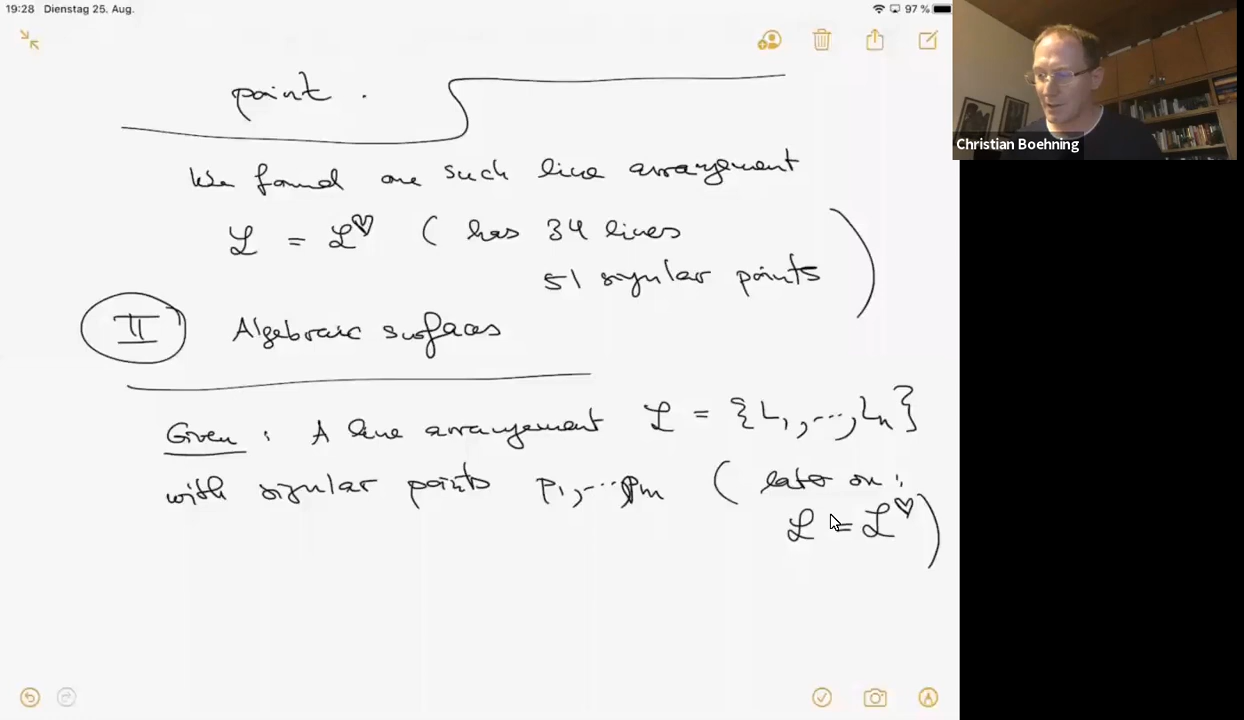 19:28 Dienstag 25. Aug.
97 %
point.
We found one such line arrangement
ℒ = ℒ♡ ( has 34 lines
51 singular points )
II Algebraic surfaces
Given : A line arrangement ℒ = {L₁,...,Lₙ}
with singular points p₁,...pₘ ( later on :
ℒ = ℒ♡ )
Christian Boehning